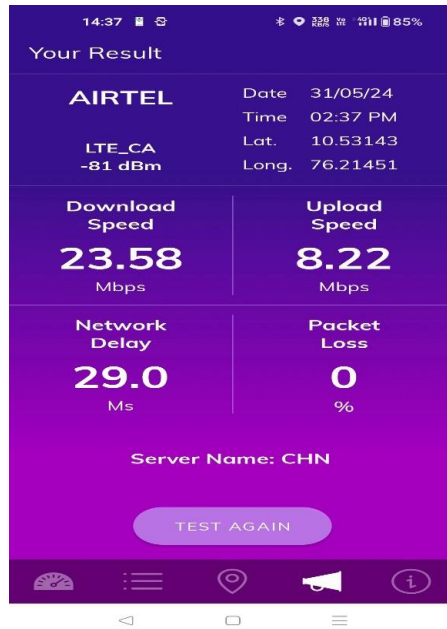 14:37 85%
Your Result
AIRTEL
LTE_CA
-81 dBm
Date 31/05/24
Time 02:37 PM
Lat. 10.53143
Long. 76.21451
Download
Speed
23.58
Mbps
Upload
Speed
8.22
Mbps
Network
Delay
29.0
Ms
Packet
Loss
0
%
Server Name: CHN
TEST AGAIN